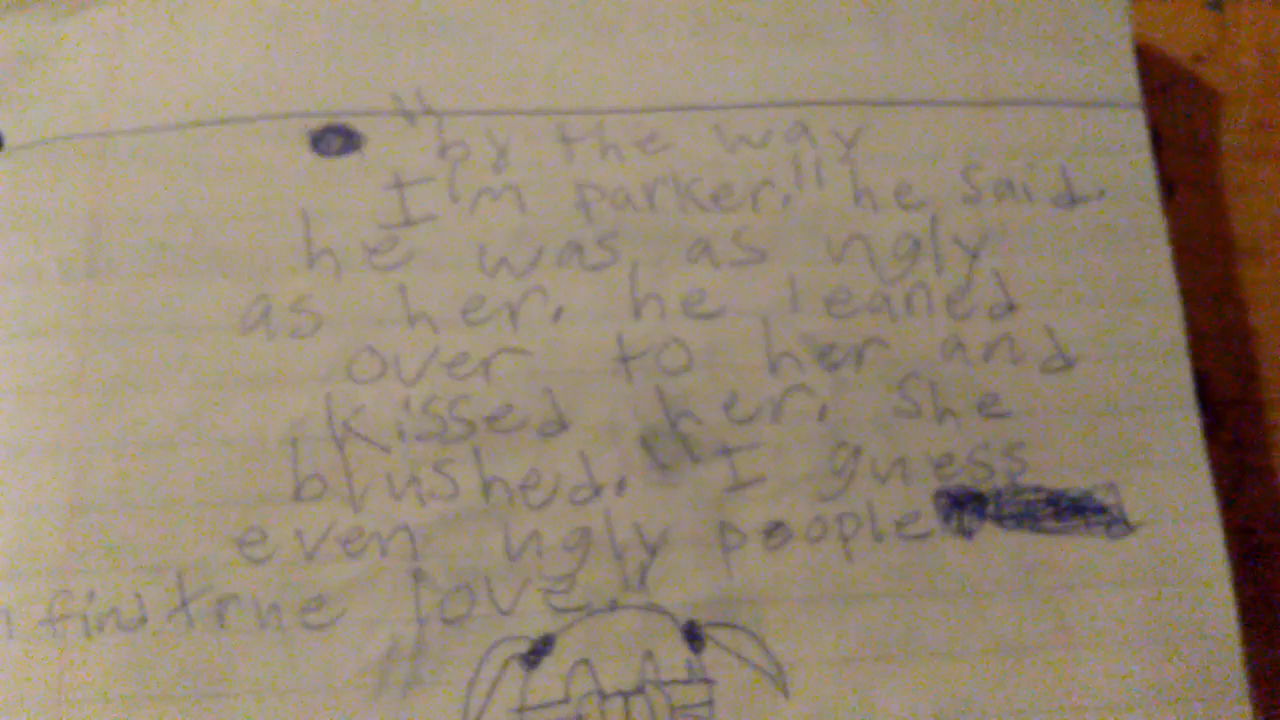 "by the way
I'm parker." he said.
he was as ugly
as her. he leaned
over to her and
kissed her. She
blushed. "I guess
even ugly people
find true love."